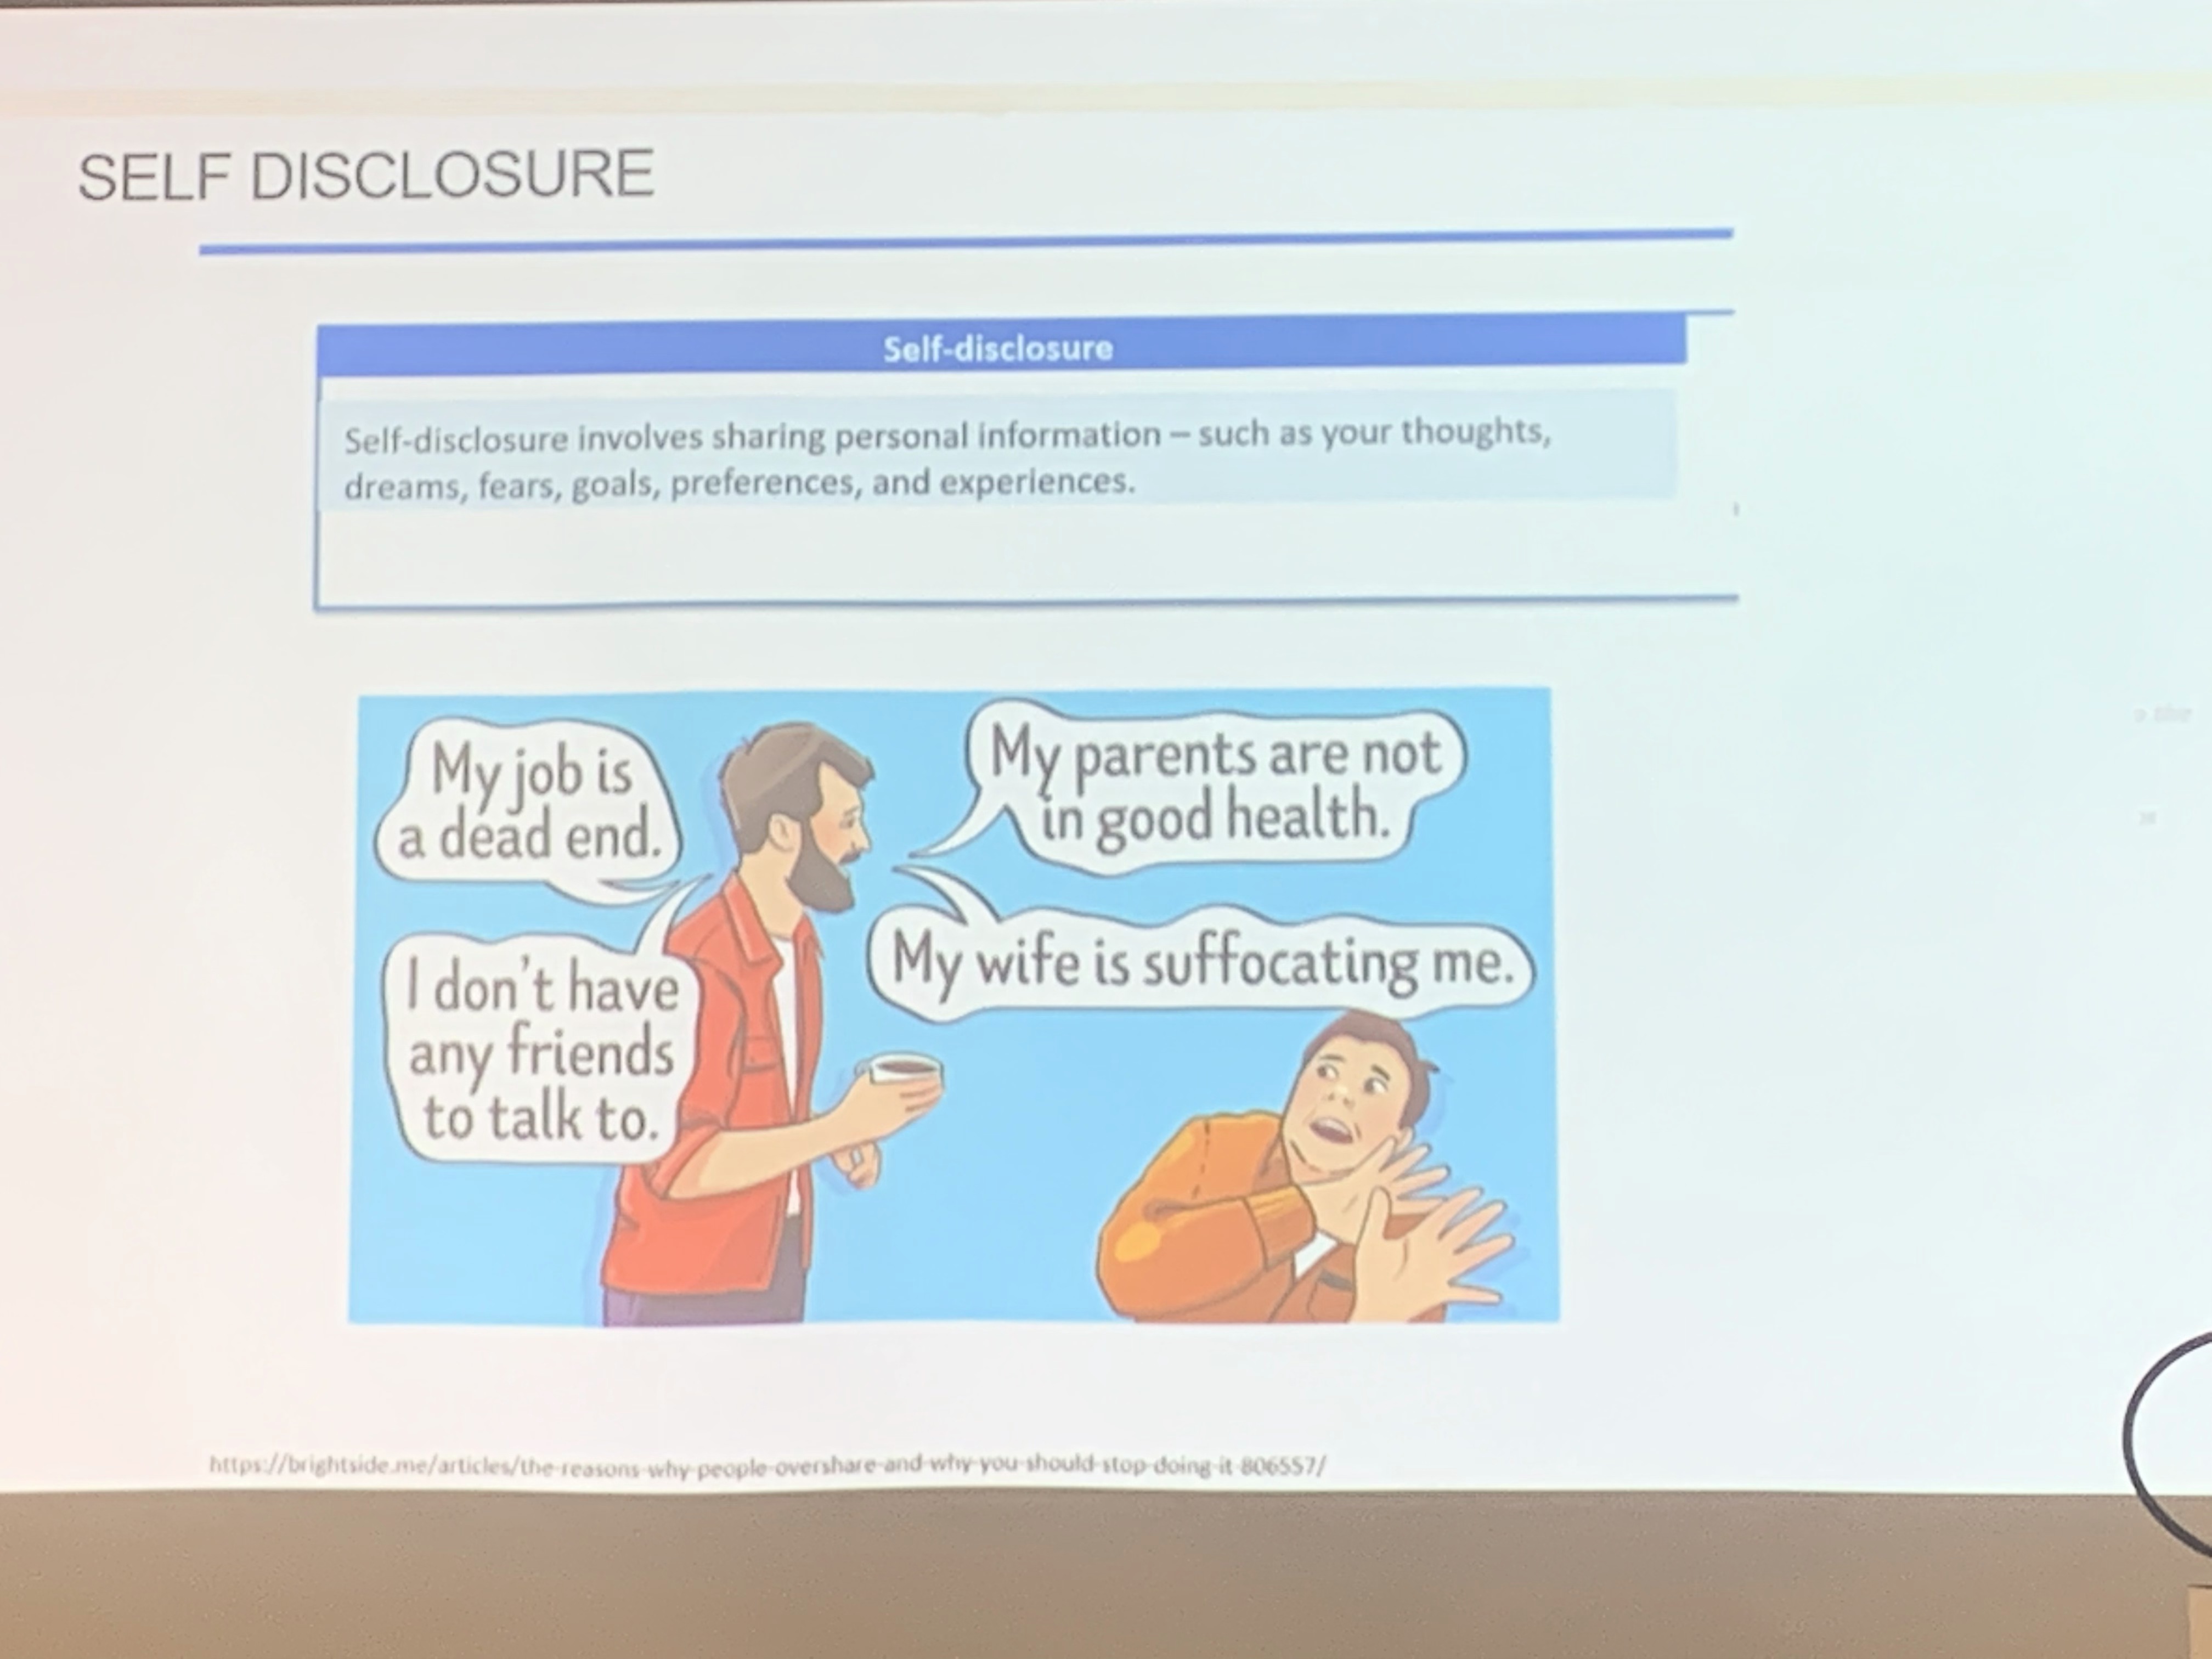 SELF DISCLOSURE
Self-disclosure
Self-disclosure involves sharing personal information – such as your thoughts,
dreams, fears, goals, preferences, and experiences.
My job is
a dead end.
My parents are not
in good health.
I don't have
any friends
to talk to.
My wife is suffocating me.
https://brightside.me/articles/the-reasons-why-people-overshare-and-why-you-should-stop-doing-it-806557/